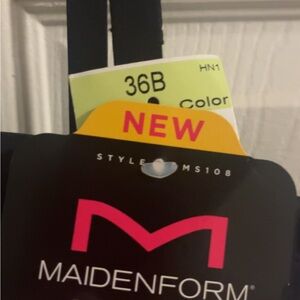 HN1
36B
Color
NEW
STYLE MS108
MAIDENFORM®